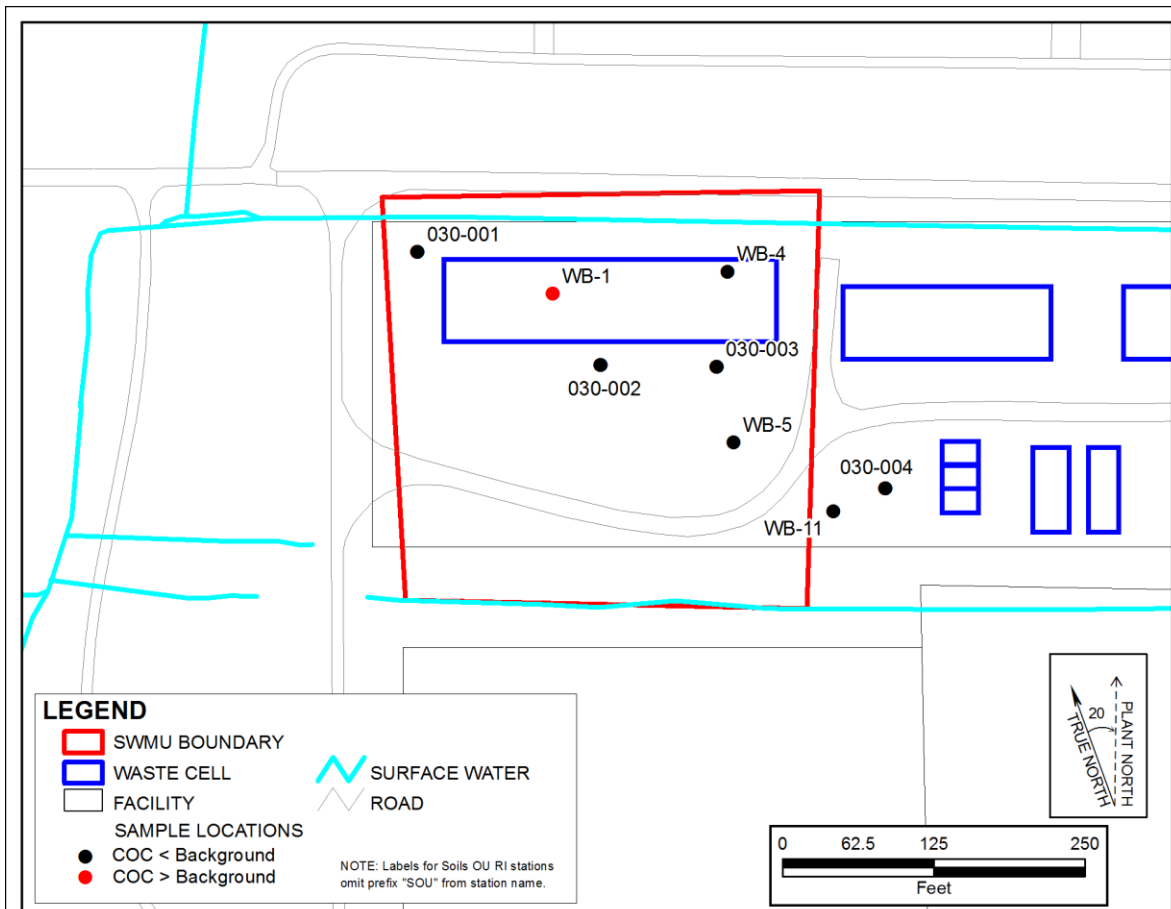 030-001
WB-4
WB-1
030-003
030-002
WB-5
030-004
WB-11
LEGEND
SWMU BOUNDARY
WASTE CELL
SURFACE WATER
FACILITY
ROAD
SAMPLE LOCATIONS
COC < Background
COC > Background
NOTE: Labels for Soils OU RI stations
omit prefix "SOU" from station name.
20
TRUE NORTH
PLANT NORTH
0 62.5 125 250
Feet